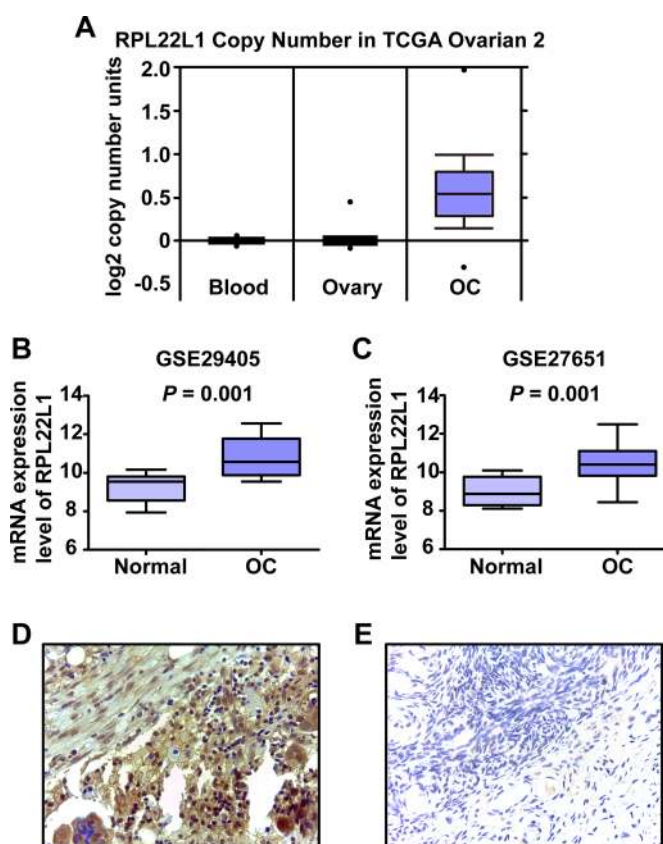 A
RPL22L1 Copy Number in TCGA Ovarian 2
log2 copy number units
2.0
1.5
1.0
0.5
0
-0.5
Blood Ovary OC
B
GSE29405
P = 0.001
mRNA expression
level of RPL22L1
14
12
10
8
6
Normal OC
C
GSE27651
P = 0.001
mRNA expression
level of RPL22L1
14
12
10
8
6
Normal OC
D
E